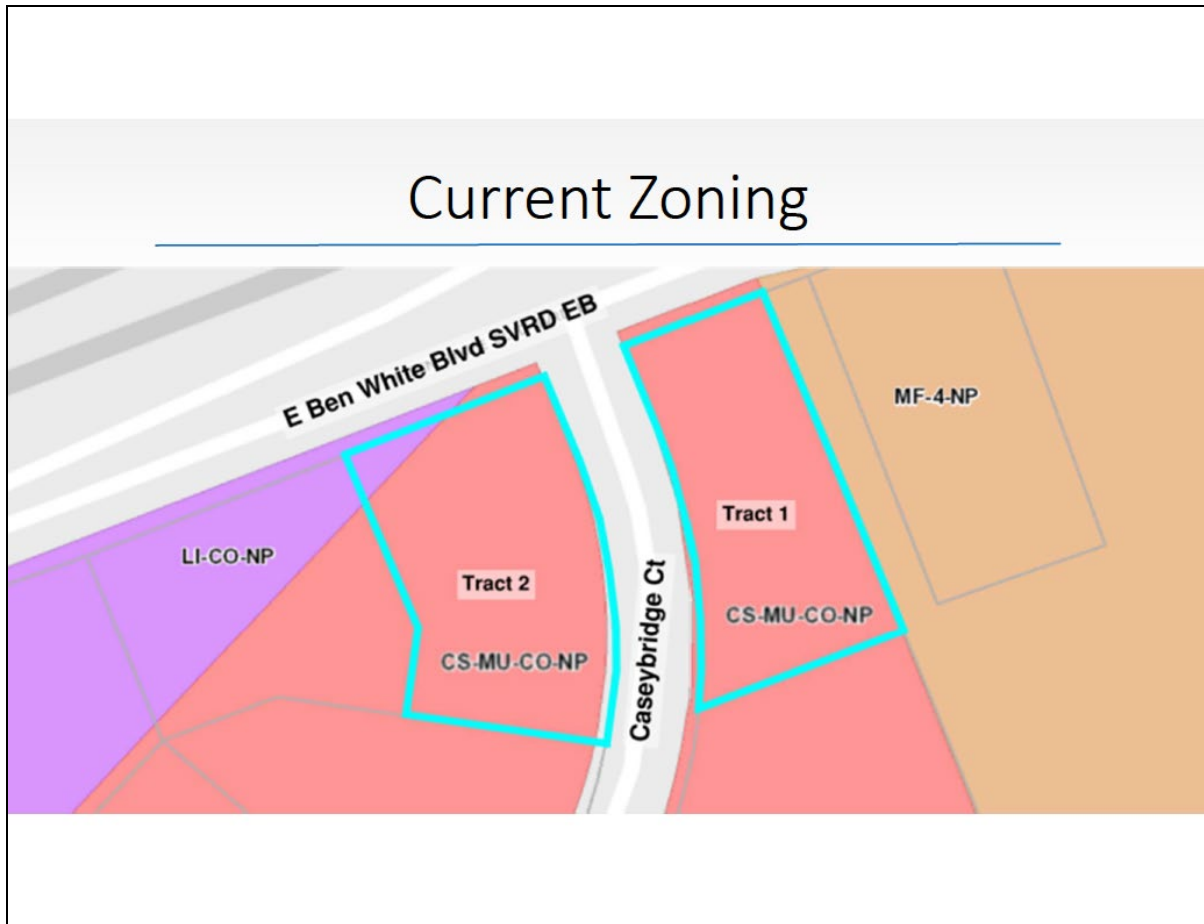 Current Zoning
E Ben White Blvd SVRD EB
MF-4-NP
Tract 1
LI-CO-NP
Tract 2
CS-MU-CO-NP
Caseybridge Ct
CS-MU-CO-NP